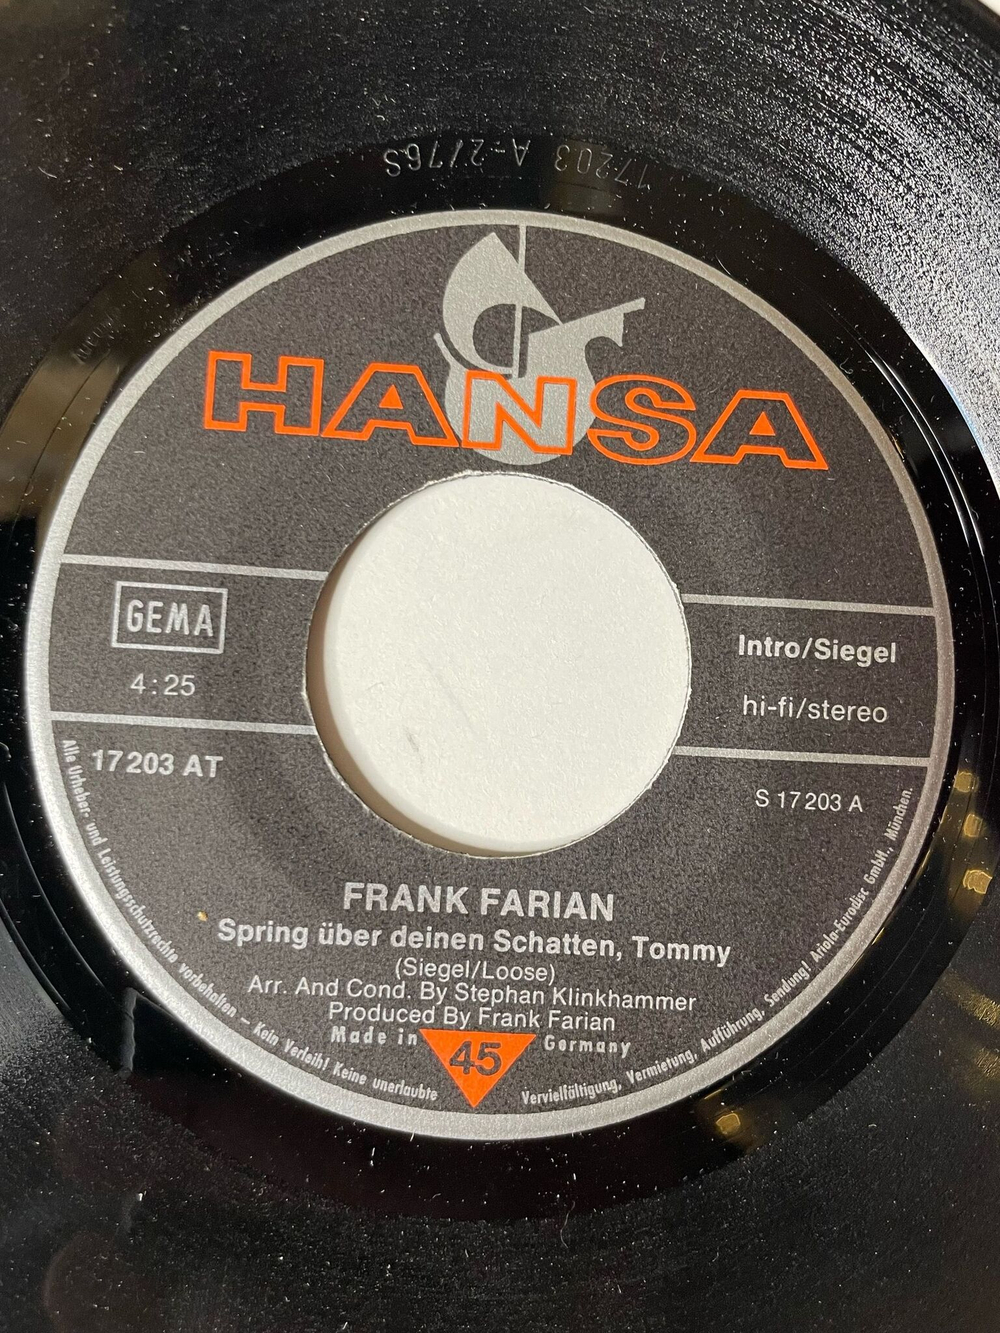 17203 A-2/76S
HANSA
GEMA
4:25
Intro/Siegel
hi-fi/stereo
17 203 AT
S 17 203 A
FRANK FARIAN
Spring über deinen Schatten, Tommy
(Siegel/Loose)
Arr. And Cond. By Stephan Klinkhammer
Produced By Frank Farian
Made in 45 Germany
Alle Urheber- und Leistungsschutzrechte vorbehalten – Kein Verleih! Keine unerlaubte Vervielfältigung, Vermietung, Aufführung, Sendung! Ariola-Eurodisc GmbH, München.